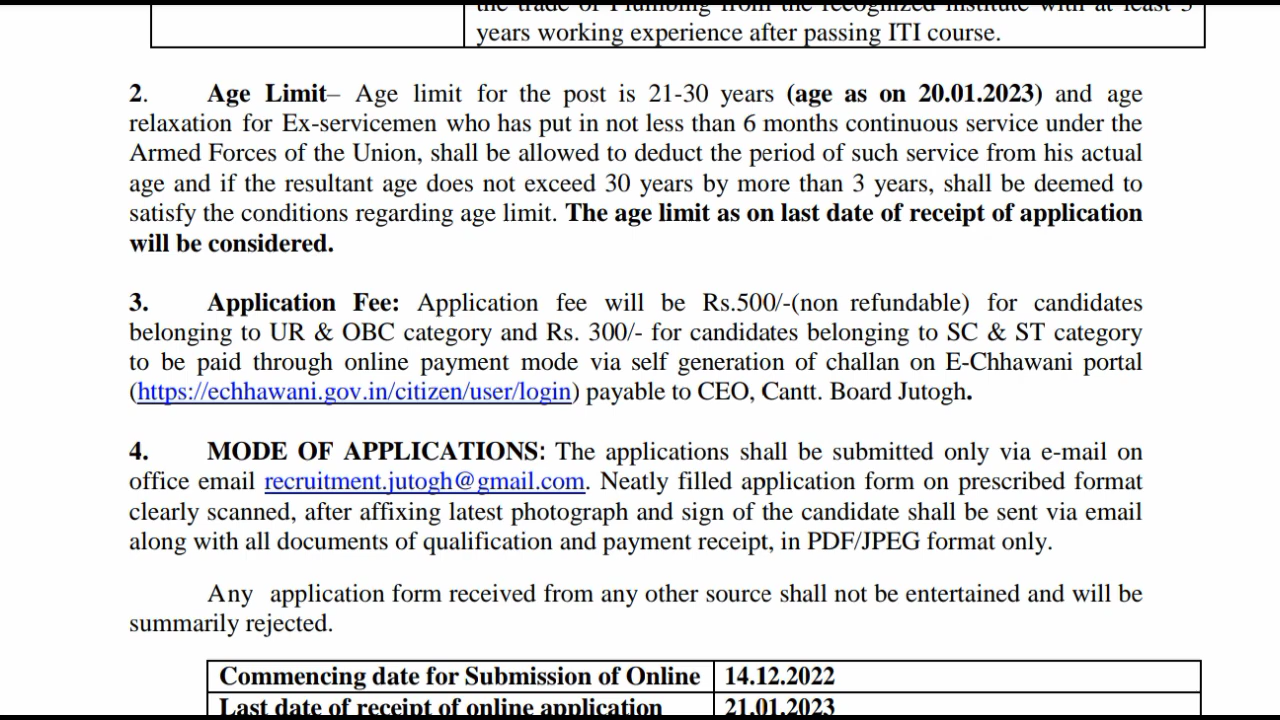 the trade of Plumbing from the recognized institute with at least 3
years working experience after passing ITI course.
2. Age Limit– Age limit for the post is 21-30 years (age as on 20.01.2023) and age
relaxation for Ex-servicemen who has put in not less than 6 months continuous service under the
Armed Forces of the Union, shall be allowed to deduct the period of such service from his actual
age and if the resultant age does not exceed 30 years by more than 3 years, shall be deemed to
satisfy the conditions regarding age limit. The age limit as on last date of receipt of application
will be considered.
3. Application Fee: Application fee will be Rs.500/-(non refundable) for candidates
belonging to UR & OBC category and Rs. 300/- for candidates belonging to SC & ST category
to be paid through online payment mode via self generation of challan on E-Chhawani portal
(https://echhawani.gov.in/citizen/user/login) payable to CEO, Cantt. Board Jutogh.
4. MODE OF APPLICATIONS: The applications shall be submitted only via e-mail on
office email recruitment.jutogh@gmail.com. Neatly filled application form on prescribed format
clearly scanned, after affixing latest photograph and sign of the candidate shall be sent via email
along with all documents of qualification and payment receipt, in PDF/JPEG format only.
Any application form received from any other source shall not be entertained and will be
summarily rejected.
Commencing date for Submission of Online 14.12.2022
Last date of receipt of online application 21.01.2023